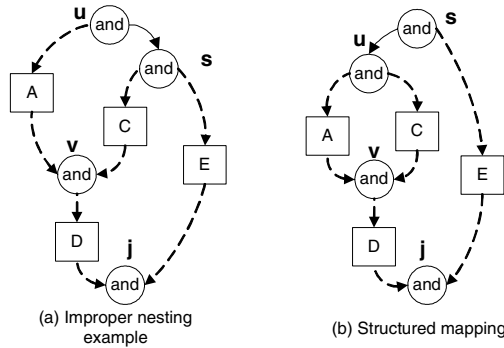 u
and
s
and
A
C
E
v
and
D
j
and
(a) Improper nesting
example
s
and
u
and
A
C
E
v
and
D
j
and
(b) Structured mapping